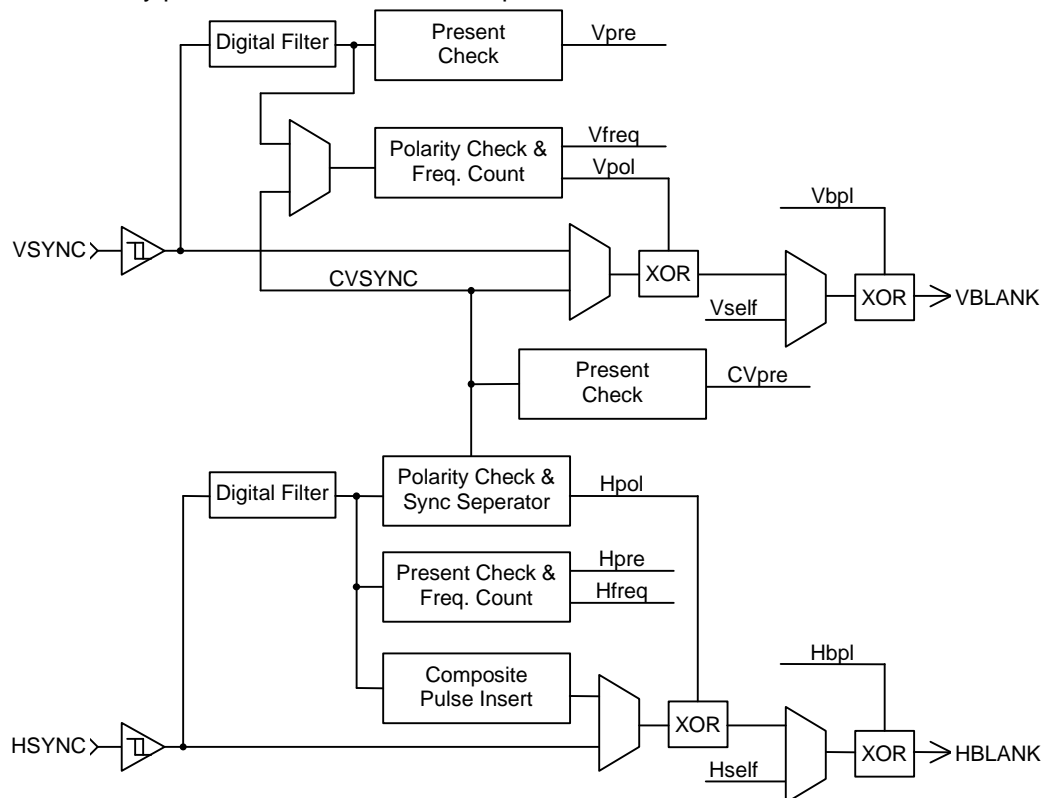 Digital Filter
Present
Check
Vpre
Polarity Check &
Freq. Count
Vfreq
Vpol
Vbpl
VSYNC
CVSYNC
XOR
Vself
XOR
VBLANK
Present
Check
CVpre
Digital Filter
Polarity Check &
Sync Seperator
Hpol
Present Check &
Freq. Count
Hpre
Hfreq
Composite
Pulse Insert
Hbpl
HSYNC
XOR
Hself
XOR
HBLANK